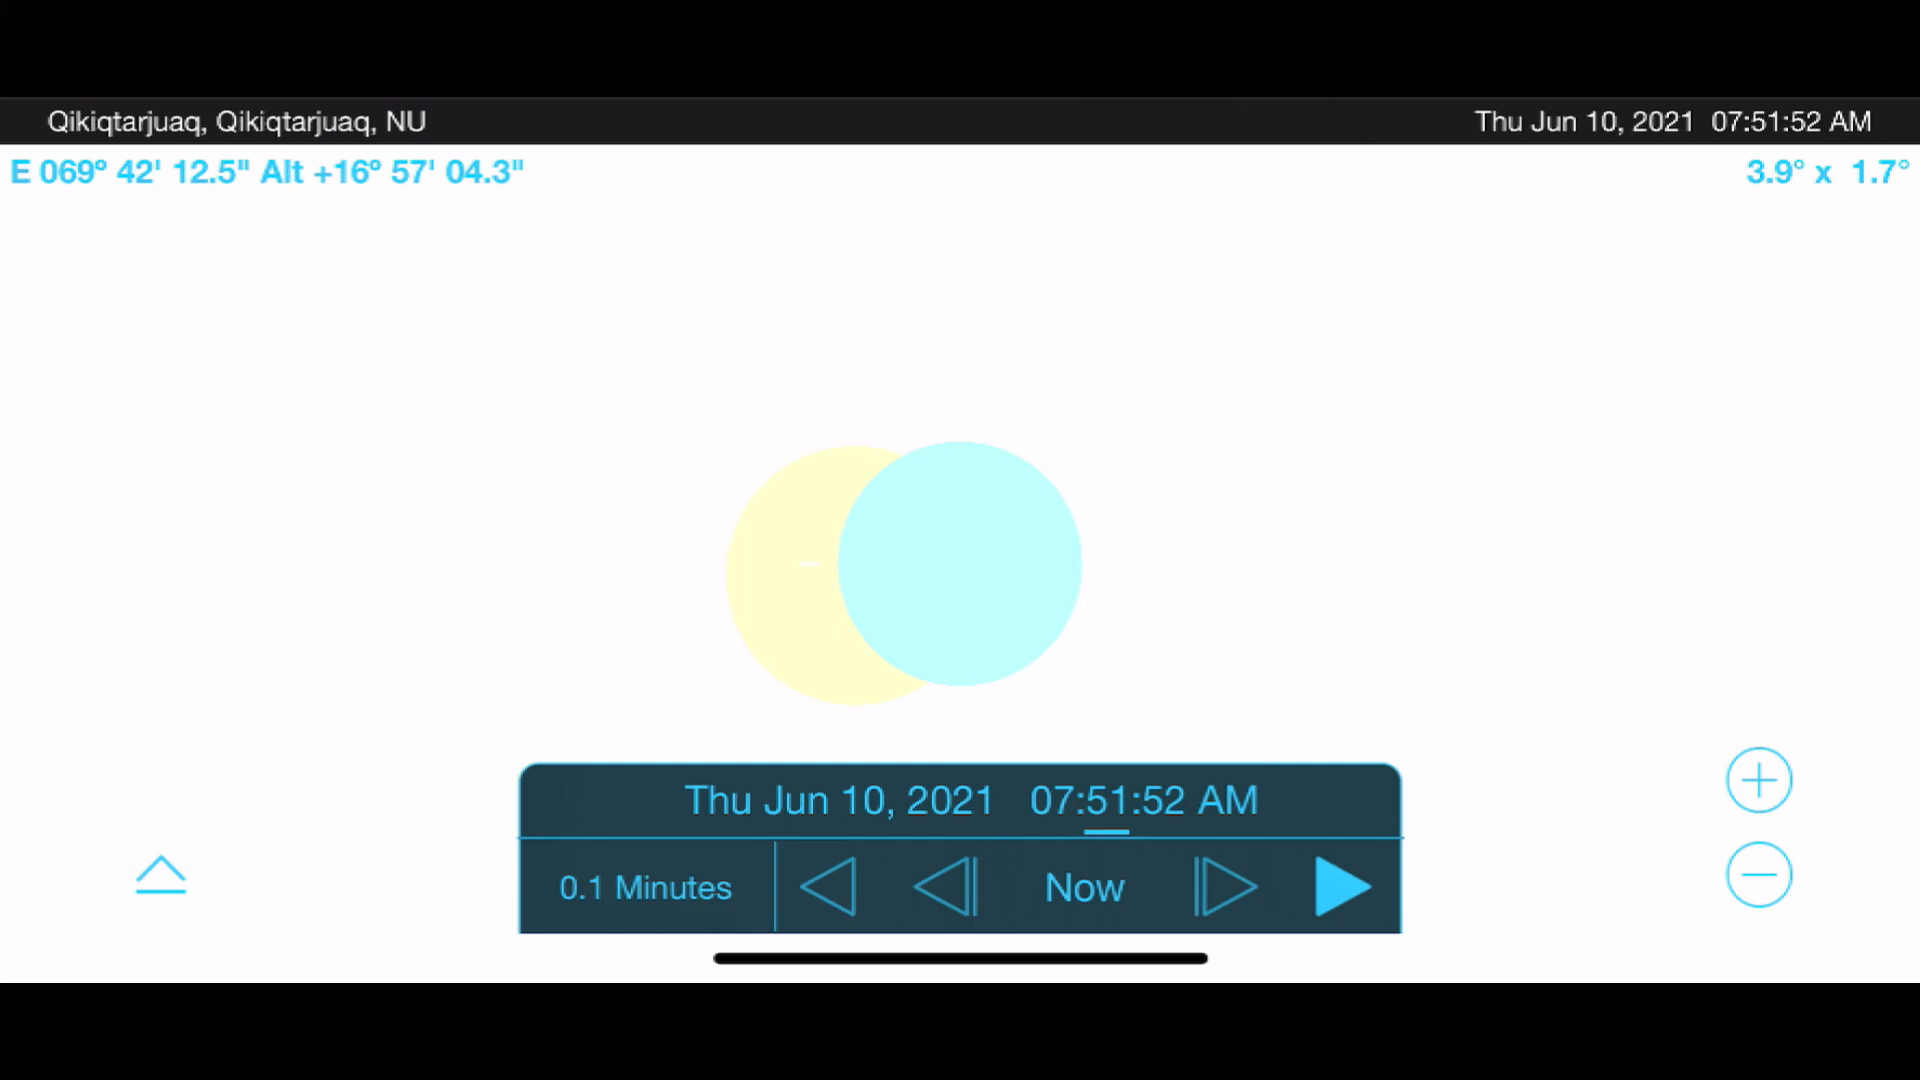 Qikiqtarjuaq, Qikiqtarjuaq, NU
Thu Jun 10, 2021 07:51:52 AM
E 069° 42' 12.5" Alt +16° 57' 04.3"
3.9° x 1.7°
Thu Jun 10, 2021 07:51:52 AM
0.1 Minutes
Now